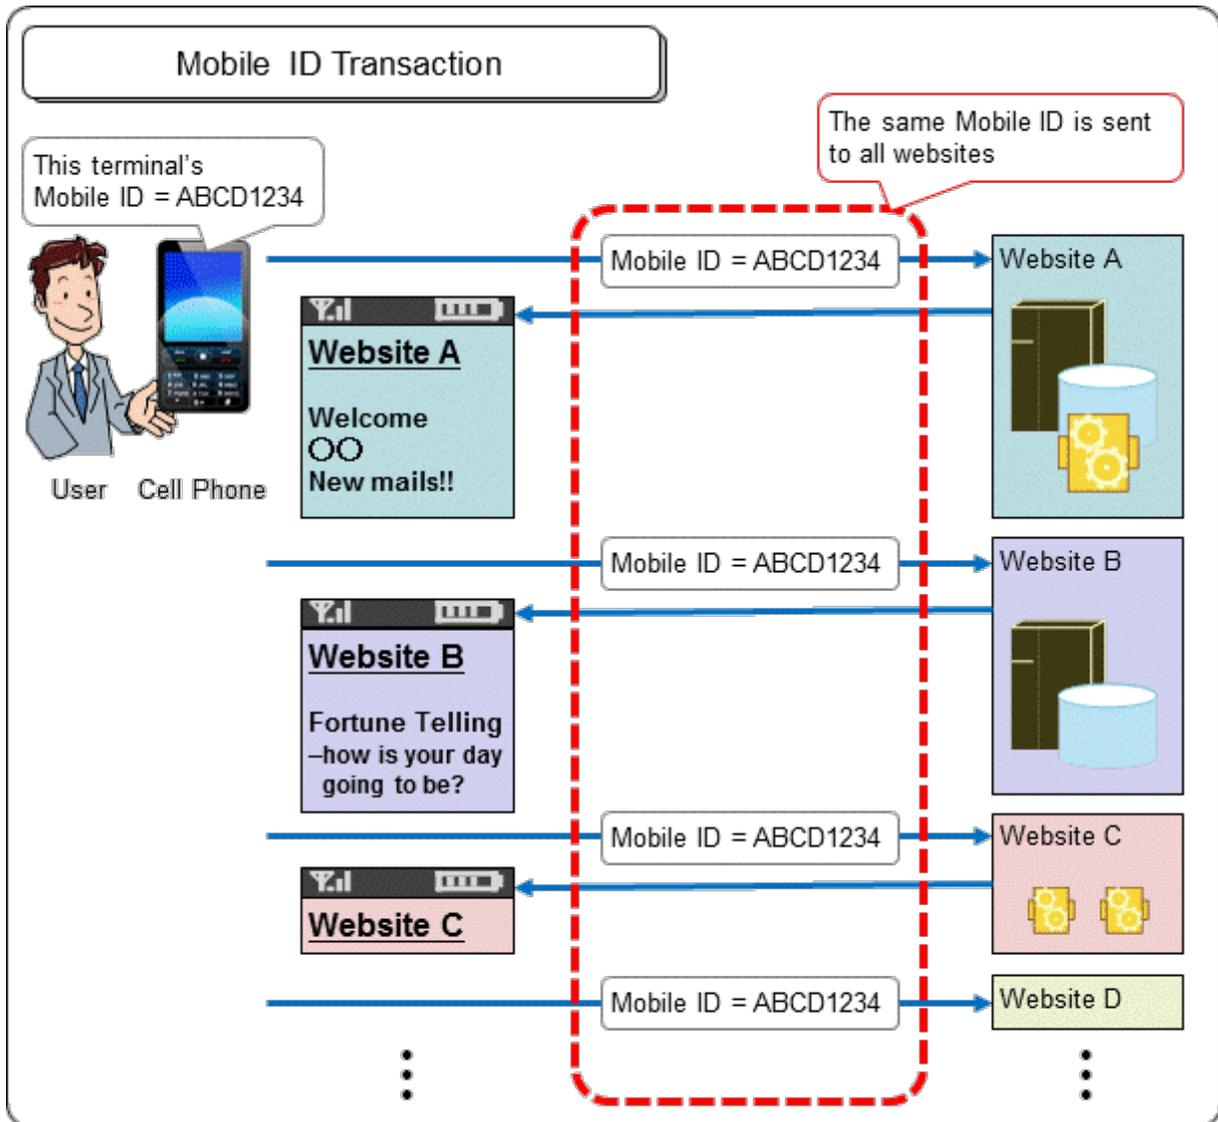 Mobile ID Transaction
The same Mobile ID is sent
to all websites
This terminal's
Mobile ID = ABCD1234
User
Cell Phone
Mobile ID = ABCD1234
Website A
Website A
Welcome
〇〇
New mails!!
Mobile ID = ABCD1234
Website B
Website B
Fortune Telling
–how is your day
going to be?
Mobile ID = ABCD1234
Website C
Website C
Mobile ID = ABCD1234
Website D